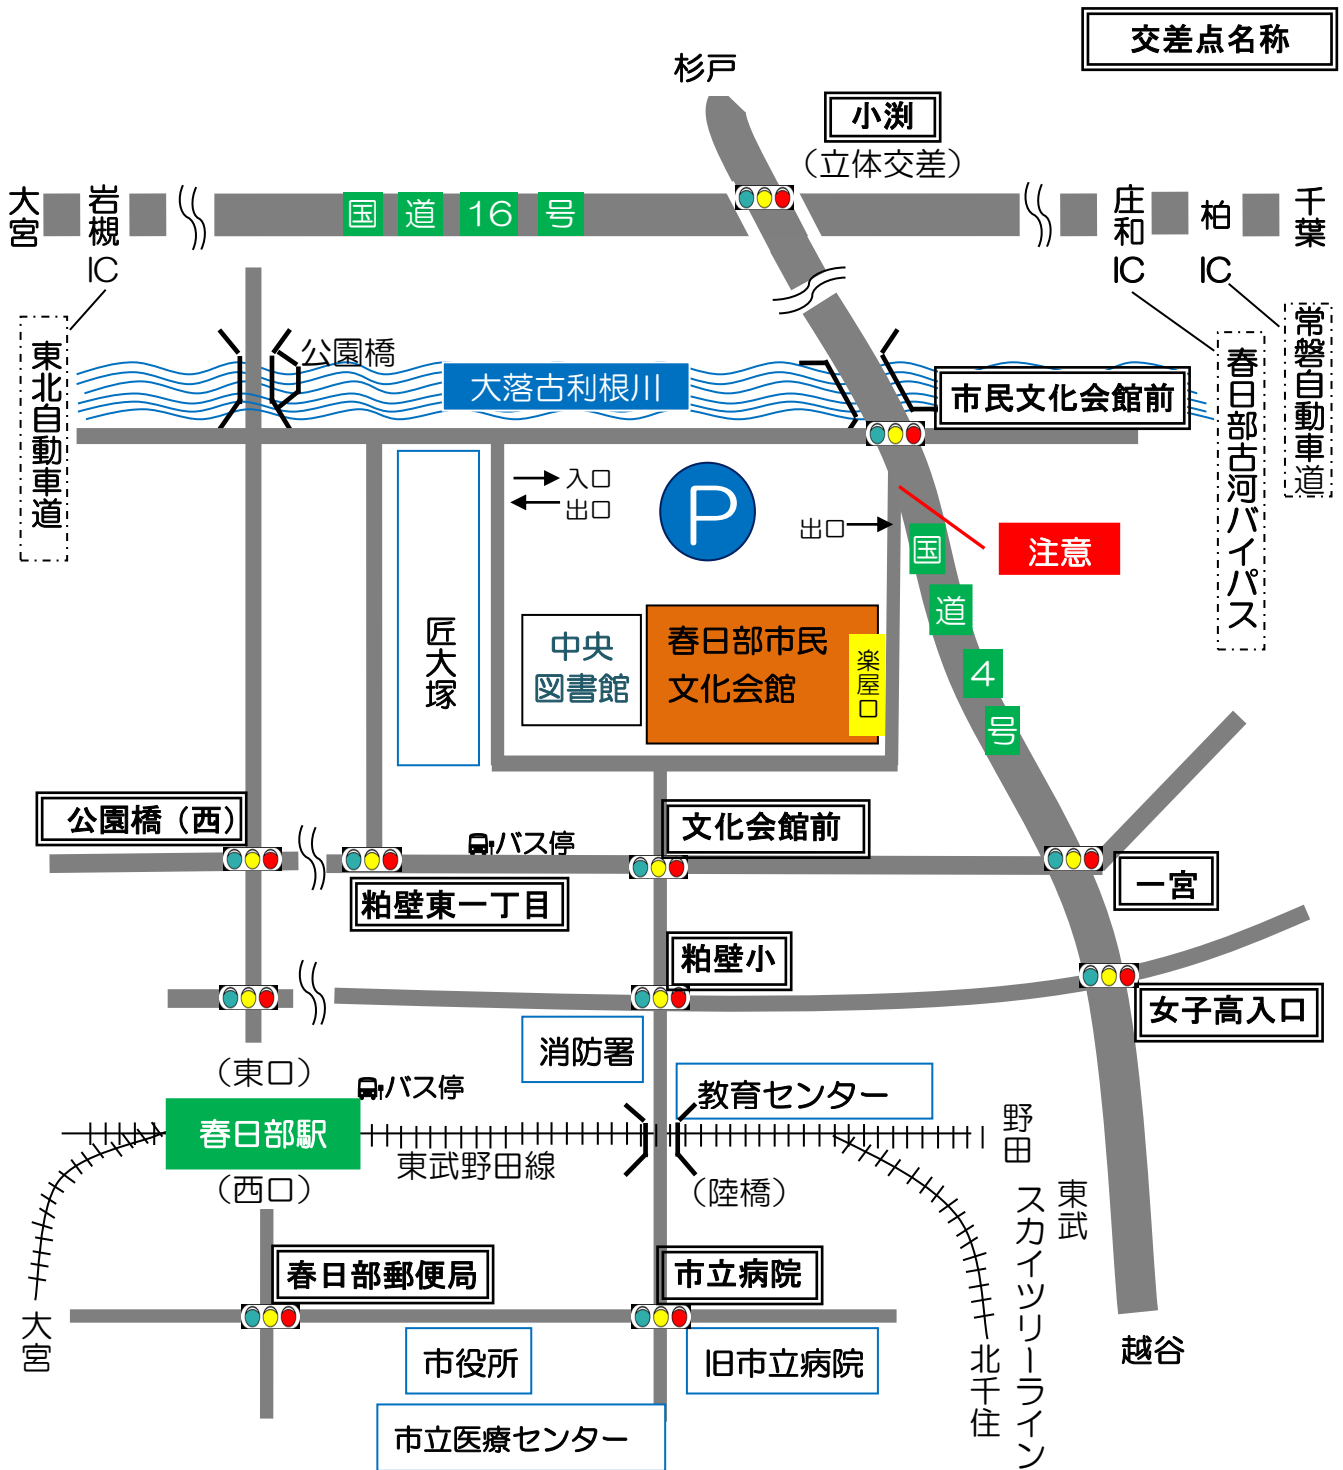 交差点名称
杉戸
小渕
（立体交差）
大宮
岩槻
IC
国道16号
庄和
IC
柏
IC
千葉
東北自動車道
公園橋
大落古利根川
市民文化会館前
春日部古河バイパス
常磐自動車道
入口
出口
P
出口
注意
国道4号
匠大塚
中央
図書館
春日部市民
文化会館
楽屋口
公園橋（西）
バス停
文化会館前
粕壁東一丁目
一宮
粕壁小
女子高入口
消防署
（東口）
バス停
教育センター
春日部駅
東武野田線
野田
（西口）
（陸橋）
東武
スカイツリーライン
春日部郵便局
市立病院
大宮
市役所
旧市立病院
北千住
越谷
市立医療センター